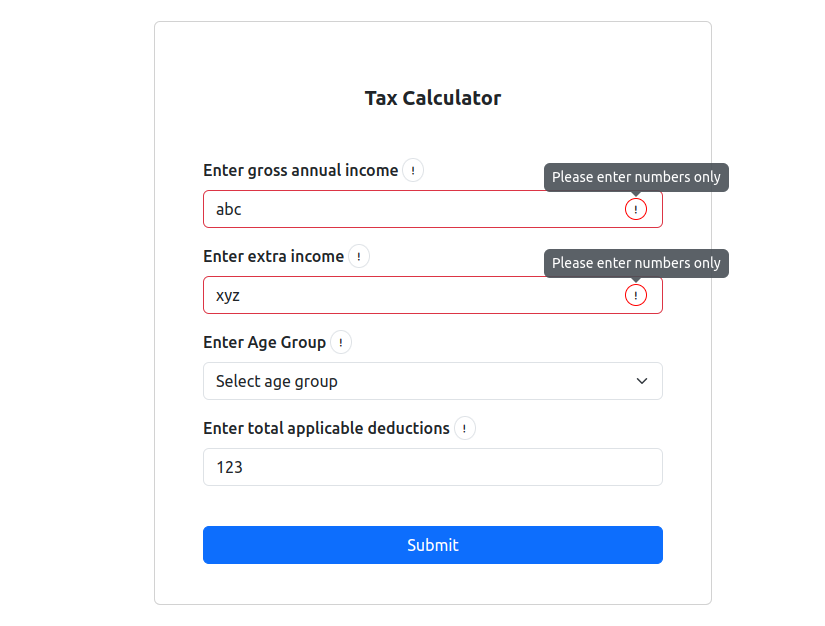 Tax Calculator
Enter gross annual income !
Please enter numbers only
abc !
Enter extra income !
Please enter numbers only
xyz !
Enter Age Group !
Select age group
Enter total applicable deductions !
123
Submit